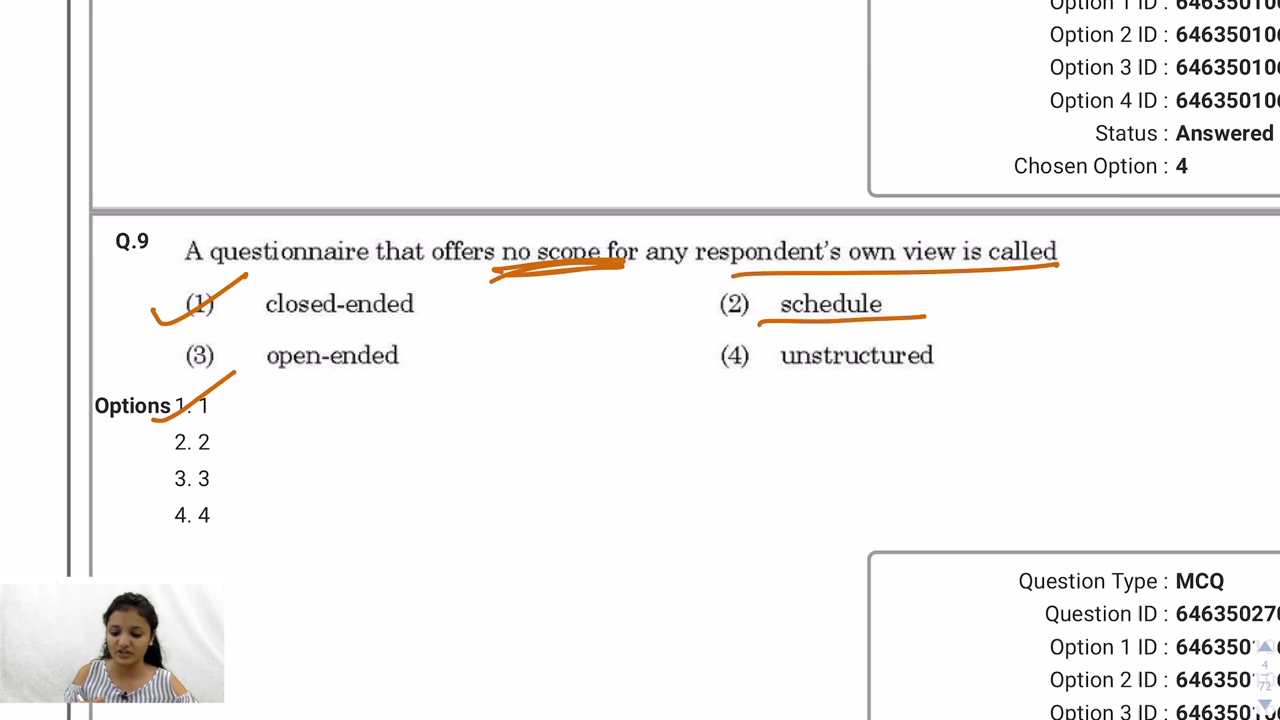 Option 2 ID : 64635010
Option 3 ID : 64635010
Option 4 ID : 64635010
Status : Answered
Chosen Option : 4
Q.9 A questionnaire that offers no scope for any respondent's own view is called
(1) closed-ended (2) schedule
(3) open-ended (4) unstructured
Options 1. 1
2. 2
3. 3
4. 4
Question Type : MCQ
Question ID : 64635027
Option 1 ID : 646350
Option 2 ID : 646350
Option 3 ID :
4
72